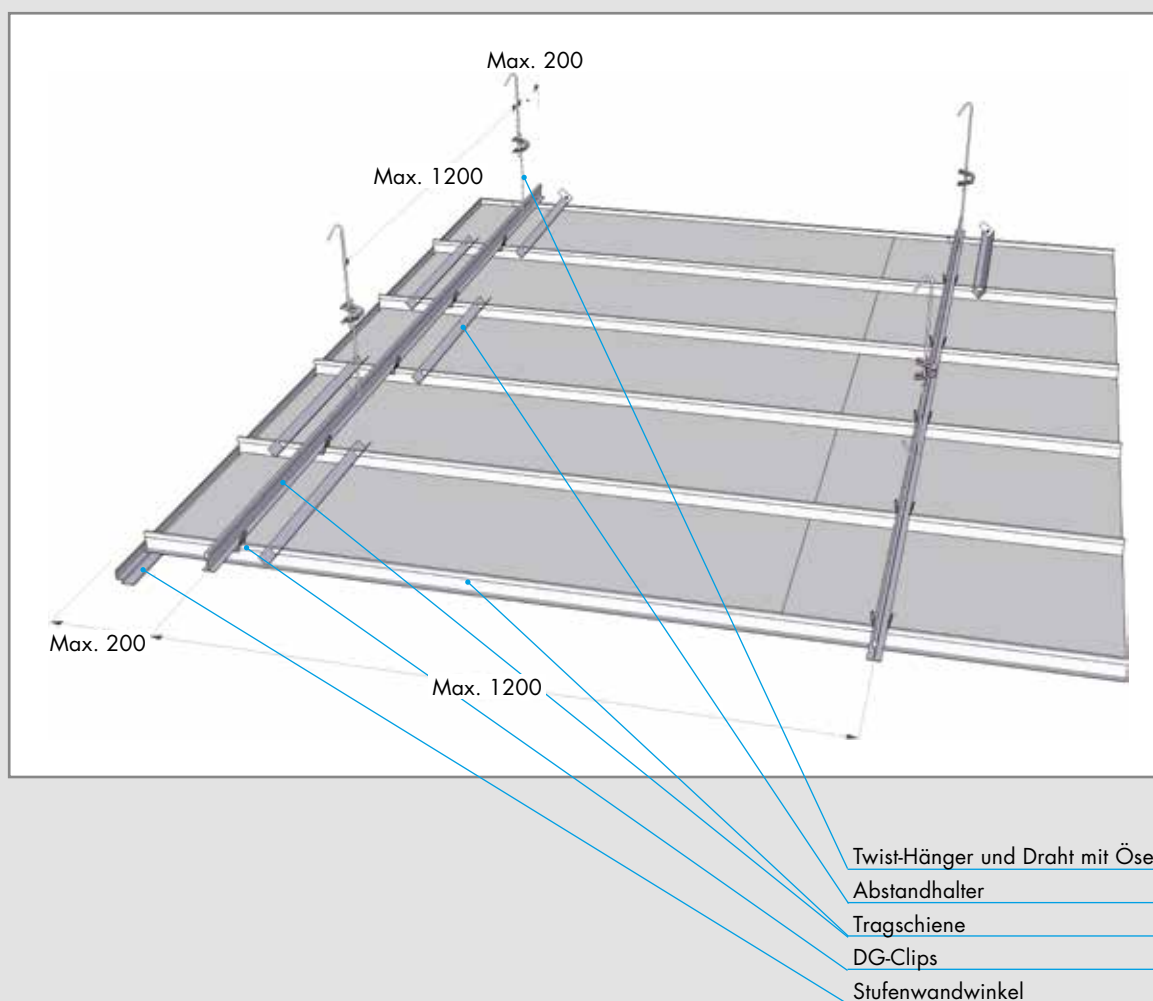 Max. 200
Max. 1200
Max. 200
Max. 1200
Twist-Hänger und Draht mit Öse
Abstandhalter
Tragschiene
DG-Clips
Stufenwandwinkel